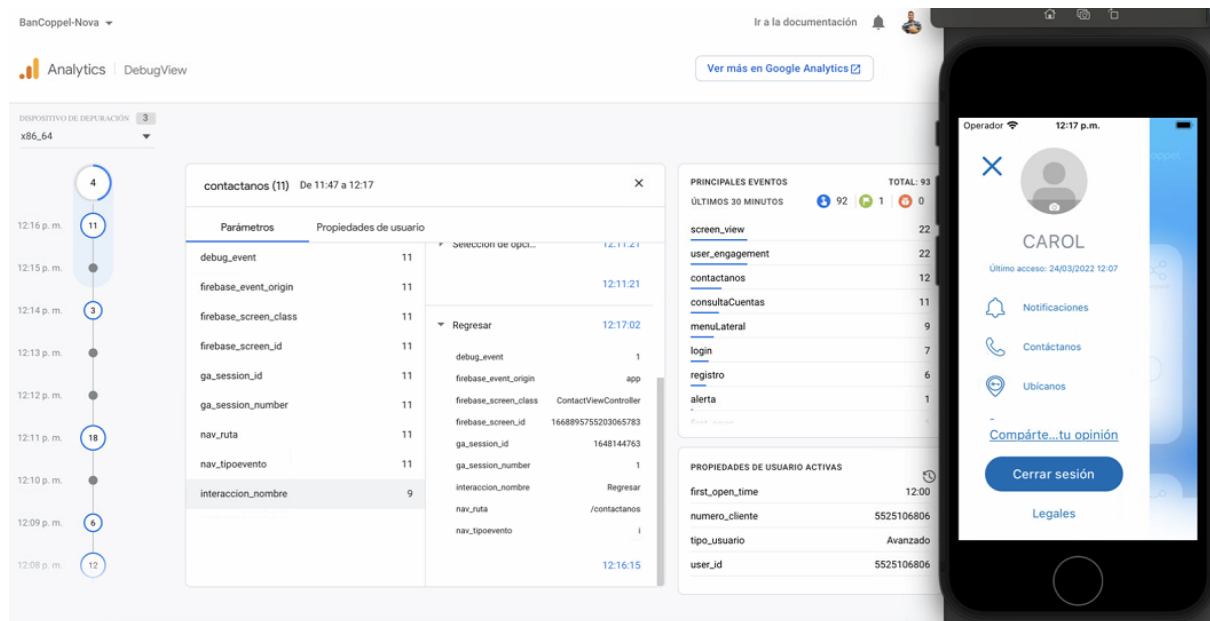 BanCoppel-Nova
Ir a la documentación
Analytics
DebugView
Ver más en Google Analytics
DISPOSITIVO DE DEPURACIÓN 3
x86_64
4
12:16 p. m. 11
12:15 p. m.
12:14 p. m. 3
12:13 p. m.
12:12 p. m.
12:11 p. m. 18
12:10 p. m.
12:09 p. m. 6
12:08 p. m. 12
contactanos (11) De 11:47 a 12:17
Parámetros Propiedades de usuario
debug_event 11
firebase_event_origin 11
firebase_screen_class 11
firebase_screen_id 11
ga_session_id 11
ga_session_number 11
nav_ruta 11
nav_tipoevento 11
interaccion_nombre 9
Selección de opci... 12:11:21
12:11:21
Regresar 12:17:02
debug_event 1
firebase_event_origin app
firebase_screen_class ContactViewController
firebase_screen_id 1668895755203065783
ga_session_id 1648144763
ga_session_number 1
interaccion_nombre Regresar
nav_ruta /contactanos
nav_tipoevento i
12:16:15
PRINCIPALES EVENTOS TOTAL: 93
ÚLTIMOS 30 MINUTOS 92 1 0
screen_view 22
user_engagement 22
contactanos 12
consultaCuentas 11
menuLateral 9
login 7
registro 6
alerta 1
PROPIEDADES DE USUARIO ACTIVAS
first_open_time 12:00
numero_cliente 5525106806
tipo_usuario Avanzado
user_id 5525106806
Operador 12:17 p.m.
CAROL
Último acceso: 24/03/2022 12:07
Notificaciones
Contáctanos
Ubícanos
Compárte...tu opinión
Cerrar sesión
Legales